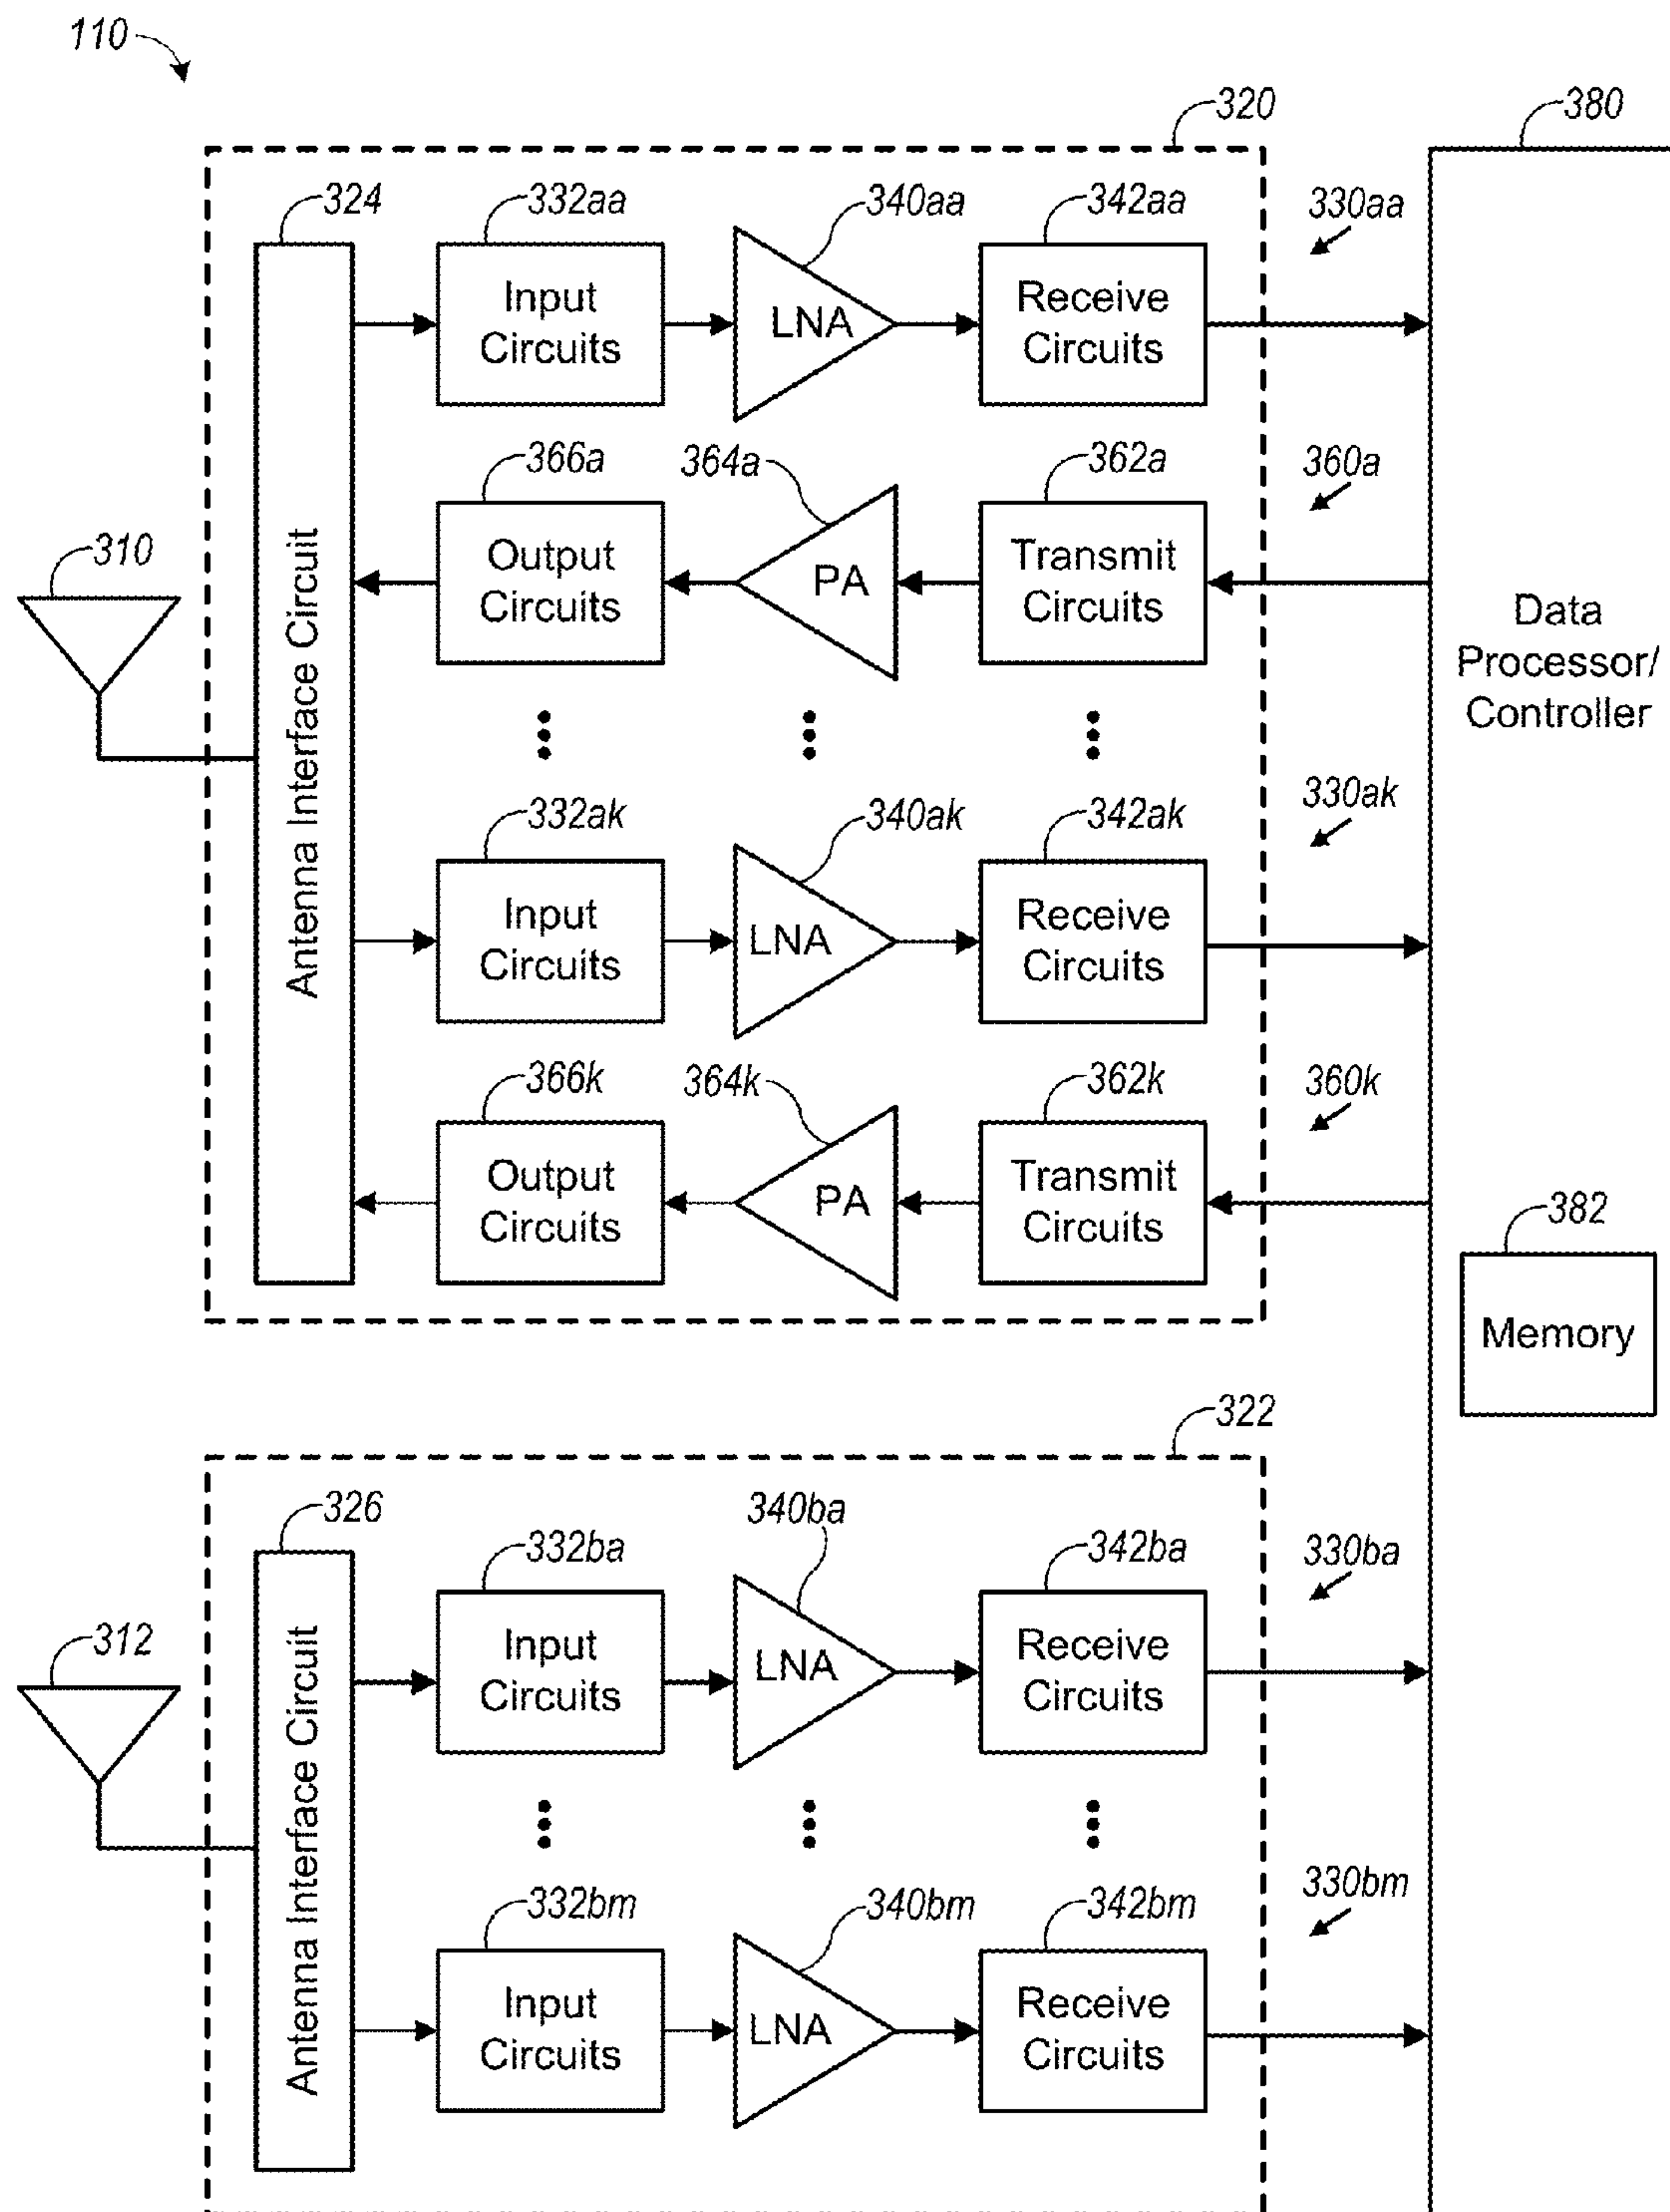 110
320
380
324
332aa
340aa
342aa
330aa
Input
Circuits
LNA
Receive
Circuits
366a
364a
362a
360a
310
Output
Circuits
PA
Transmit
Circuits
Data
Processor/
Controller
Antenna Interface Circuit
332ak
340ak
342ak
330ak
Input
Circuits
LNA
Receive
Circuits
366k
364k
362k
360k
Output
Circuits
PA
Transmit
Circuits
382
Memory
322
326
332ba
340ba
342ba
330ba
312
Input
Circuits
LNA
Receive
Circuits
Antenna Interface Circuit
332bm
340bm
342bm
330bm
Input
Circuits
LNA
Receive
Circuits